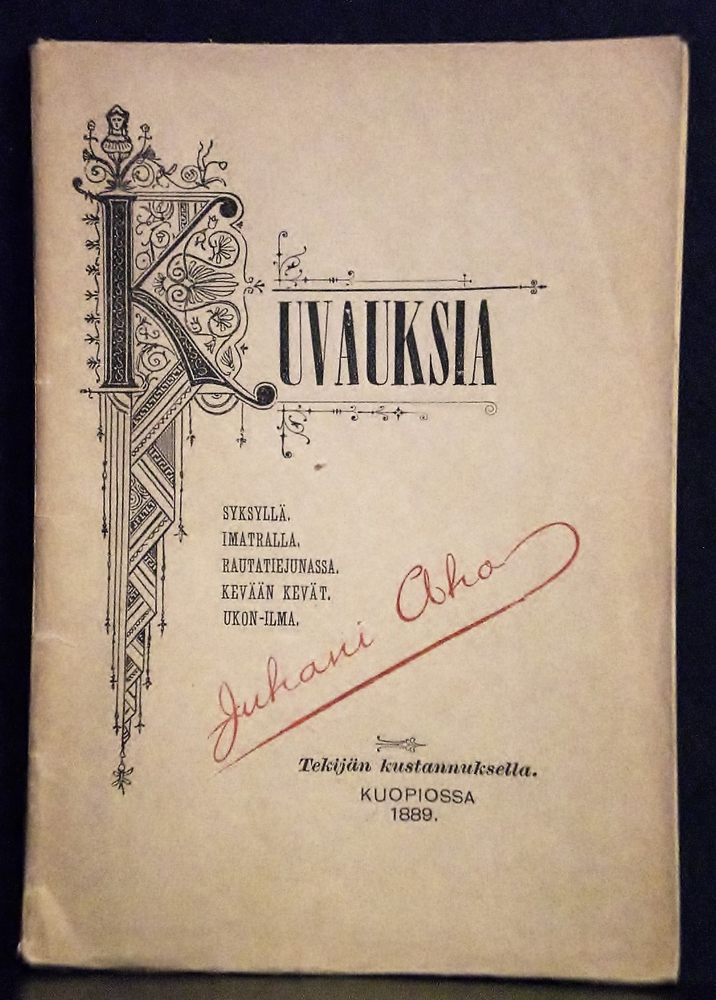 KUVAUKSIA
SYKSYLLÄ.
IMATRALLA.
RAUTATIEJUNASSA.
KEVÄÄN KEVÄT.
UKON-ILMA.
Juhani Aho
Tekijän kustannuksella.
KUOPIOSSA
1889.